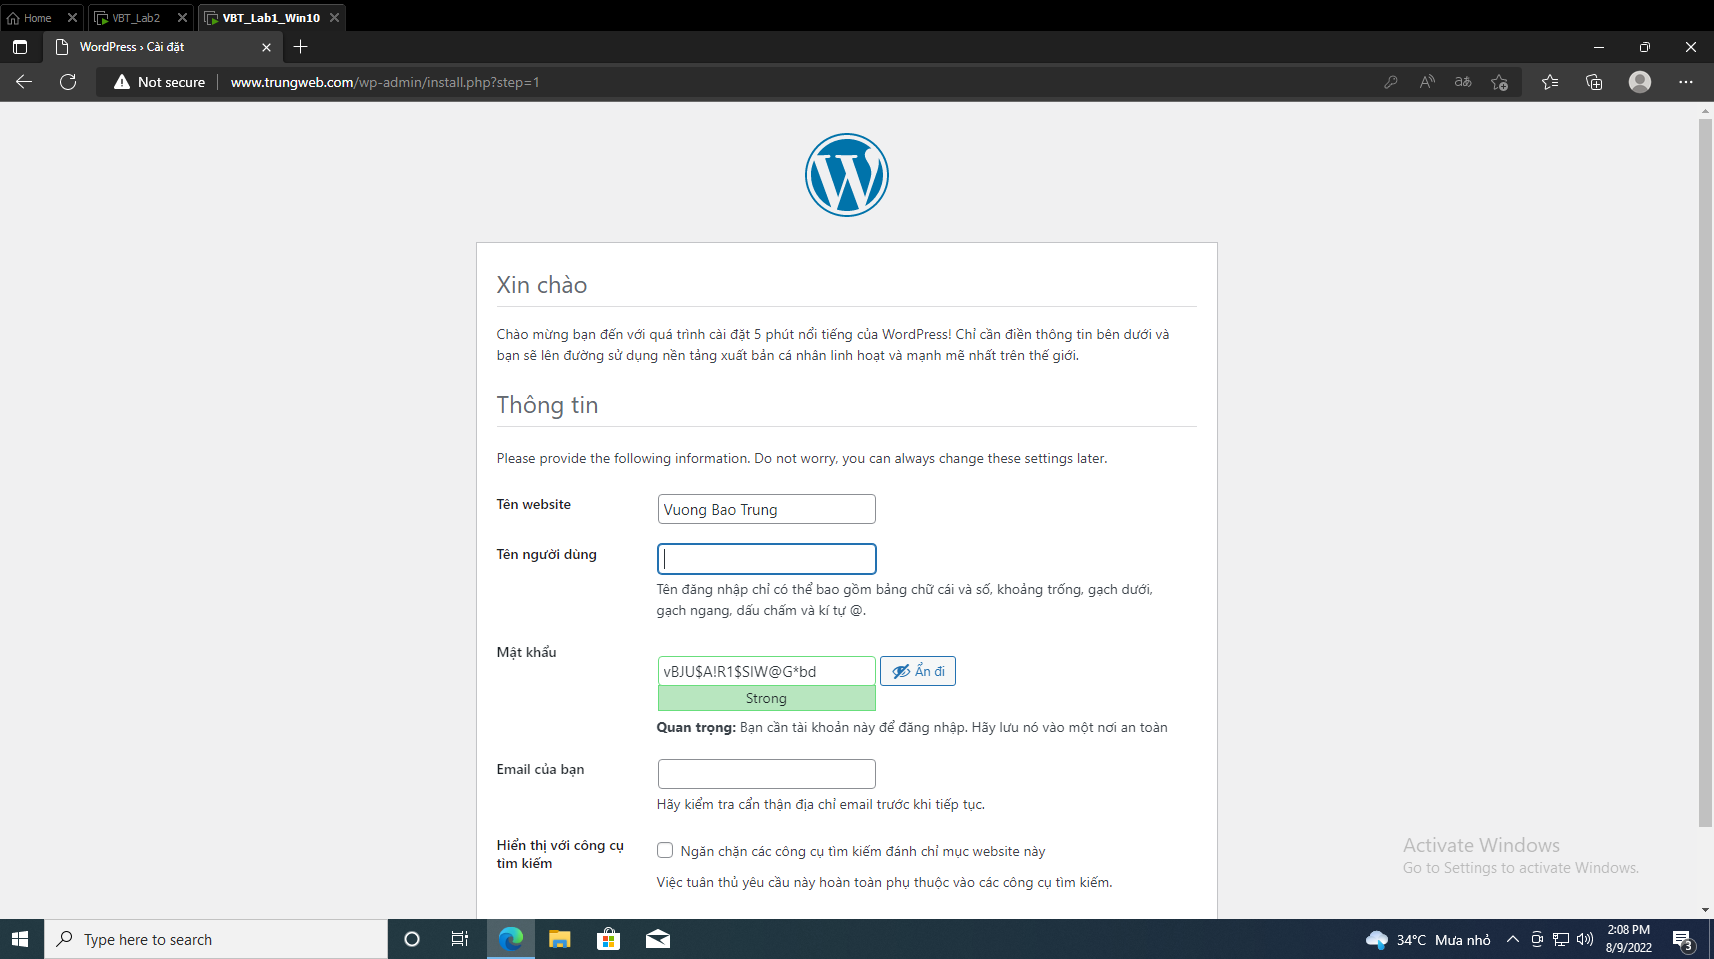 Home
VBT_Lab2
VBT_Lab1_Win10
WordPress › Cài đặt
Not secure
www.trungweb.com/wp-admin/install.php?step=1
Xin chào
Chào mừng bạn đến với quá trình cài đặt 5 phút nổi tiếng của WordPress! Chỉ cần điền thông tin bên dưới và
bạn sẽ lên đường sử dụng nền tảng xuất bản cá nhân linh hoạt và mạnh mẽ nhất trên thế giới.
Thông tin
Please provide the following information. Do not worry, you can always change these settings later.
Tên website
Vuong Bao Trung
Tên người dùng
Tên đăng nhập chỉ có thể bao gồm bảng chữ cái và số, khoảng trống, gạch dưới,
gạch ngang, dấu chấm và kí tự @.
Mật khẩu
vBJU$A!R1$SIW@G*bd
Ẩn đi
Strong
Quan trọng: Bạn cần tài khoản này để đăng nhập. Hãy lưu nó vào một nơi an toàn
Email của bạn
Hãy kiểm tra cẩn thận địa chỉ email trước khi tiếp tục.
Hiển thị với công cụ
tìm kiếm
Ngăn chặn các công cụ tìm kiếm đánh chỉ mục website này
Việc tuân thủ yêu cầu này hoàn toàn phụ thuộc vào các công cụ tìm kiếm.
Activate Windows
Go to Settings to activate Windows.
Type here to search
34°C Mưa nhỏ
2:08 PM
8/9/2022
3